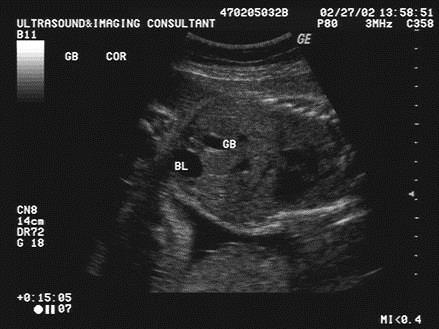 470205032B 02/27/02 13:58:51
ULTRASOUND&IMAGING CONSULTANT P80 3MHz C358
B11
GE
GB COR
GB
BL
CN8
14cm
DR72
G 18
+0:15:05
07
MI<0.4